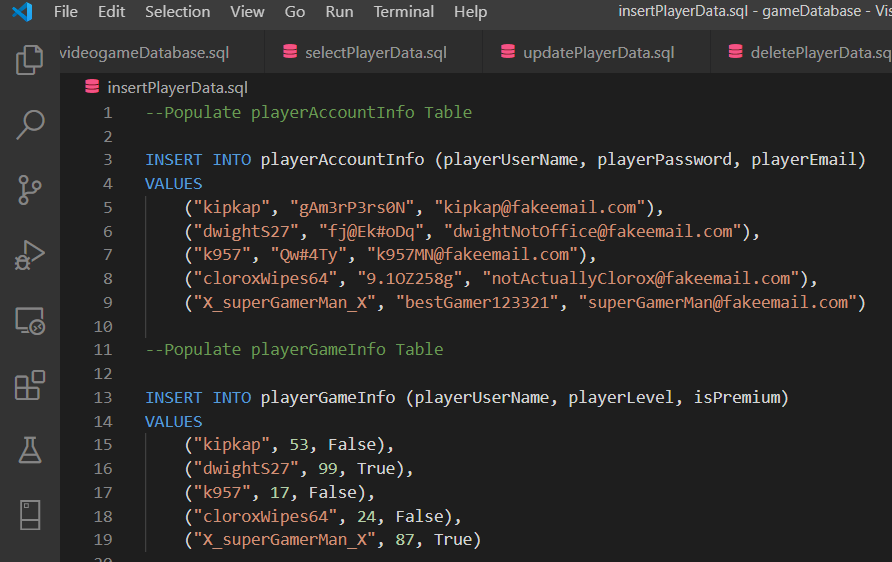 File Edit Selection View Go Run Terminal Help insertPlayerData.sql - gameDatabase - Vis
videogameDatabase.sql selectPlayerData.sql updatePlayerData.sql deletePlayerData.sq
insertPlayerData.sql
1 --Populate playerAccountInfo Table
2
3 INSERT INTO playerAccountInfo (playerUserName, playerPassword, playerEmail)
4 VALUES
5 ("kipkap", "gAm3rP3rs0N", "kipkap@fakeemail.com"),
6 ("dwightS27", "fj@Ek#oDq", "dwightNotOffice@fakeemail.com"),
7 ("k957", "Qw#4Ty", "k957MN@fakeemail.com"),
8 ("cloroxWipes64", "9.1OZ258g", "notActuallyClorox@fakeemail.com"),
9 ("X_superGamerMan_X", "bestGamer123321", "superGamerMan@fakeemail.com")
10
11 --Populate playerGameInfo Table
12
13 INSERT INTO playerGameInfo (playerUserName, playerLevel, isPremium)
14 VALUES
15 ("kipkap", 53, False),
16 ("dwightS27", 99, True),
17 ("k957", 17, False),
18 ("cloroxWipes64", 24, False),
19 ("X_superGamerMan_X", 87, True)